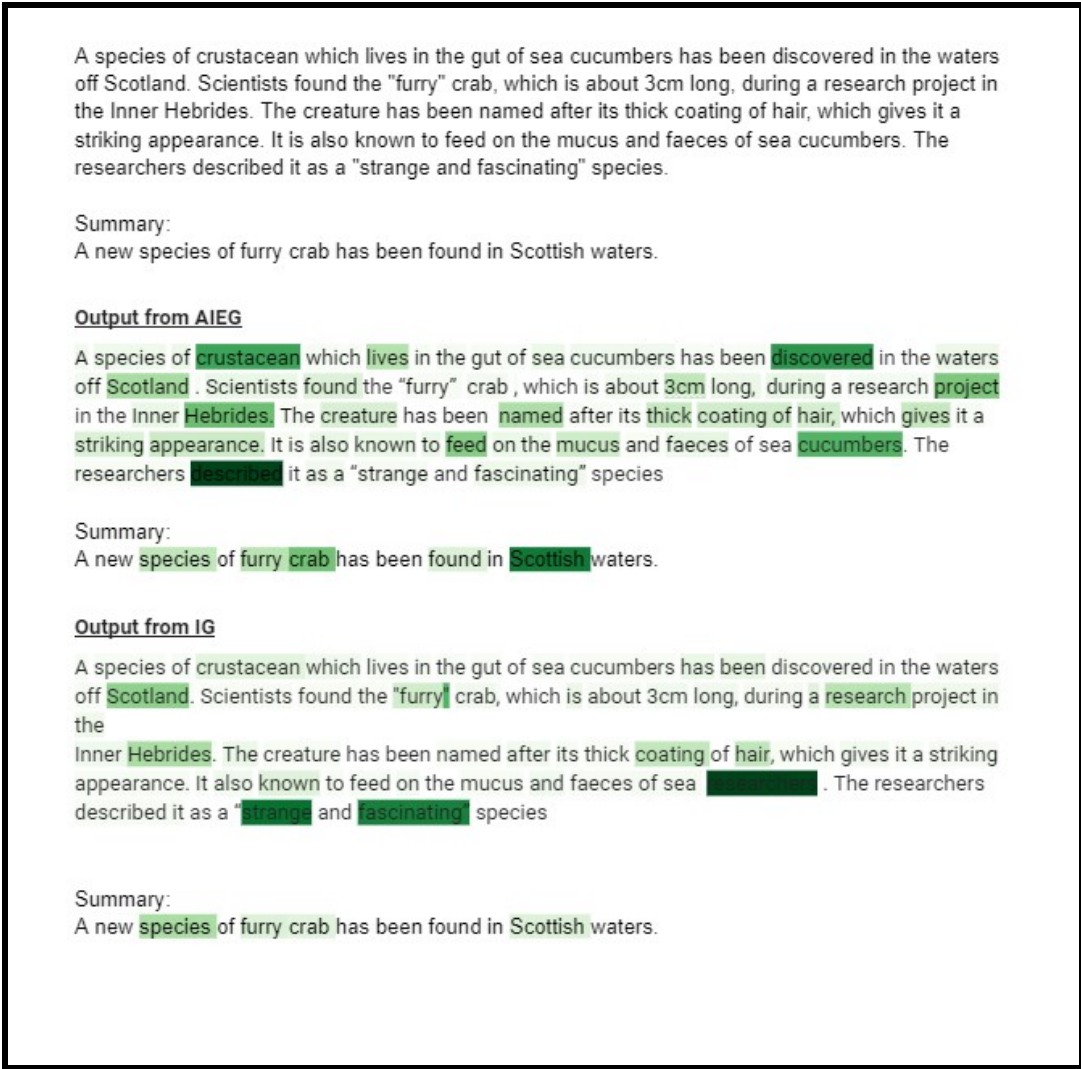 A species of crustacean which lives in the gut of sea cucumbers has been discovered in the waters
off Scotland. Scientists found the "furry" crab, which is about 3cm long, during a research project in
the Inner Hebrides. The creature has been named after its thick coating of hair, which gives it a
striking appearance. It is also known to feed on the mucus and faeces of sea cucumbers. The
researchers described it as a "strange and fascinating" species.
Summary:
A new species of furry crab has been found in Scottish waters.
Output from AIEG
A species of crustacean which lives in the gut of sea cucumbers has been discovered in the waters
off Scotland . Scientists found the “furry” crab , which is about 3cm long, during a research project
in the Inner Hebrides. The creature has been named after its thick coating of hair, which gives it a
striking appearance. It is also known to feed on the mucus and faeces of sea cucumbers. The
researchers described it as a “strange and fascinating” species
Summary:
A new species of furry crab has been found in Scottish waters.
Output from IG
A species of crustacean which lives in the gut of sea cucumbers has been discovered in the waters
off Scotland. Scientists found the "furry" crab, which is about 3cm long, during a research project in
the
Inner Hebrides. The creature has been named after its thick coating of hair, which gives it a striking
appearance. It also known to feed on the mucus and faeces of sea researchers . The researchers
described it as a “strange and fascinating” species
Summary:
A new species of furry crab has been found in Scottish waters.